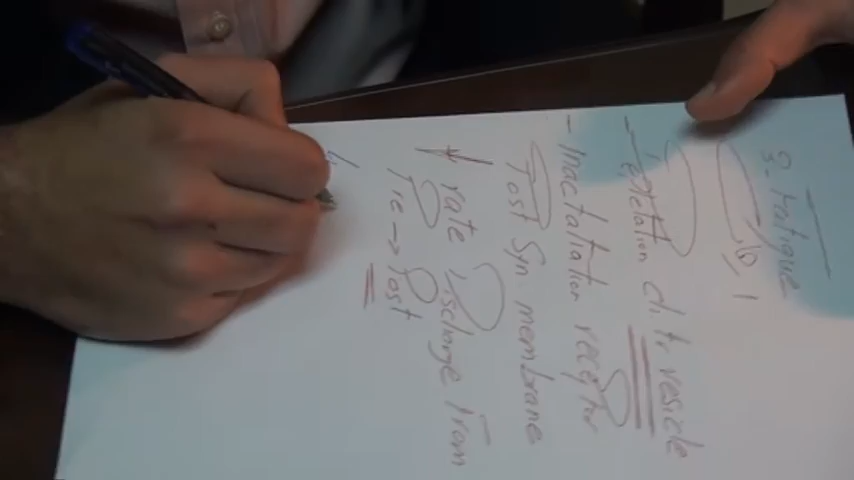 3- Fatigue
- Depletion of tr vesicle
- Inactivation receptor
Post Syn. membrane
↓ rate Discharge from
Pre → Post